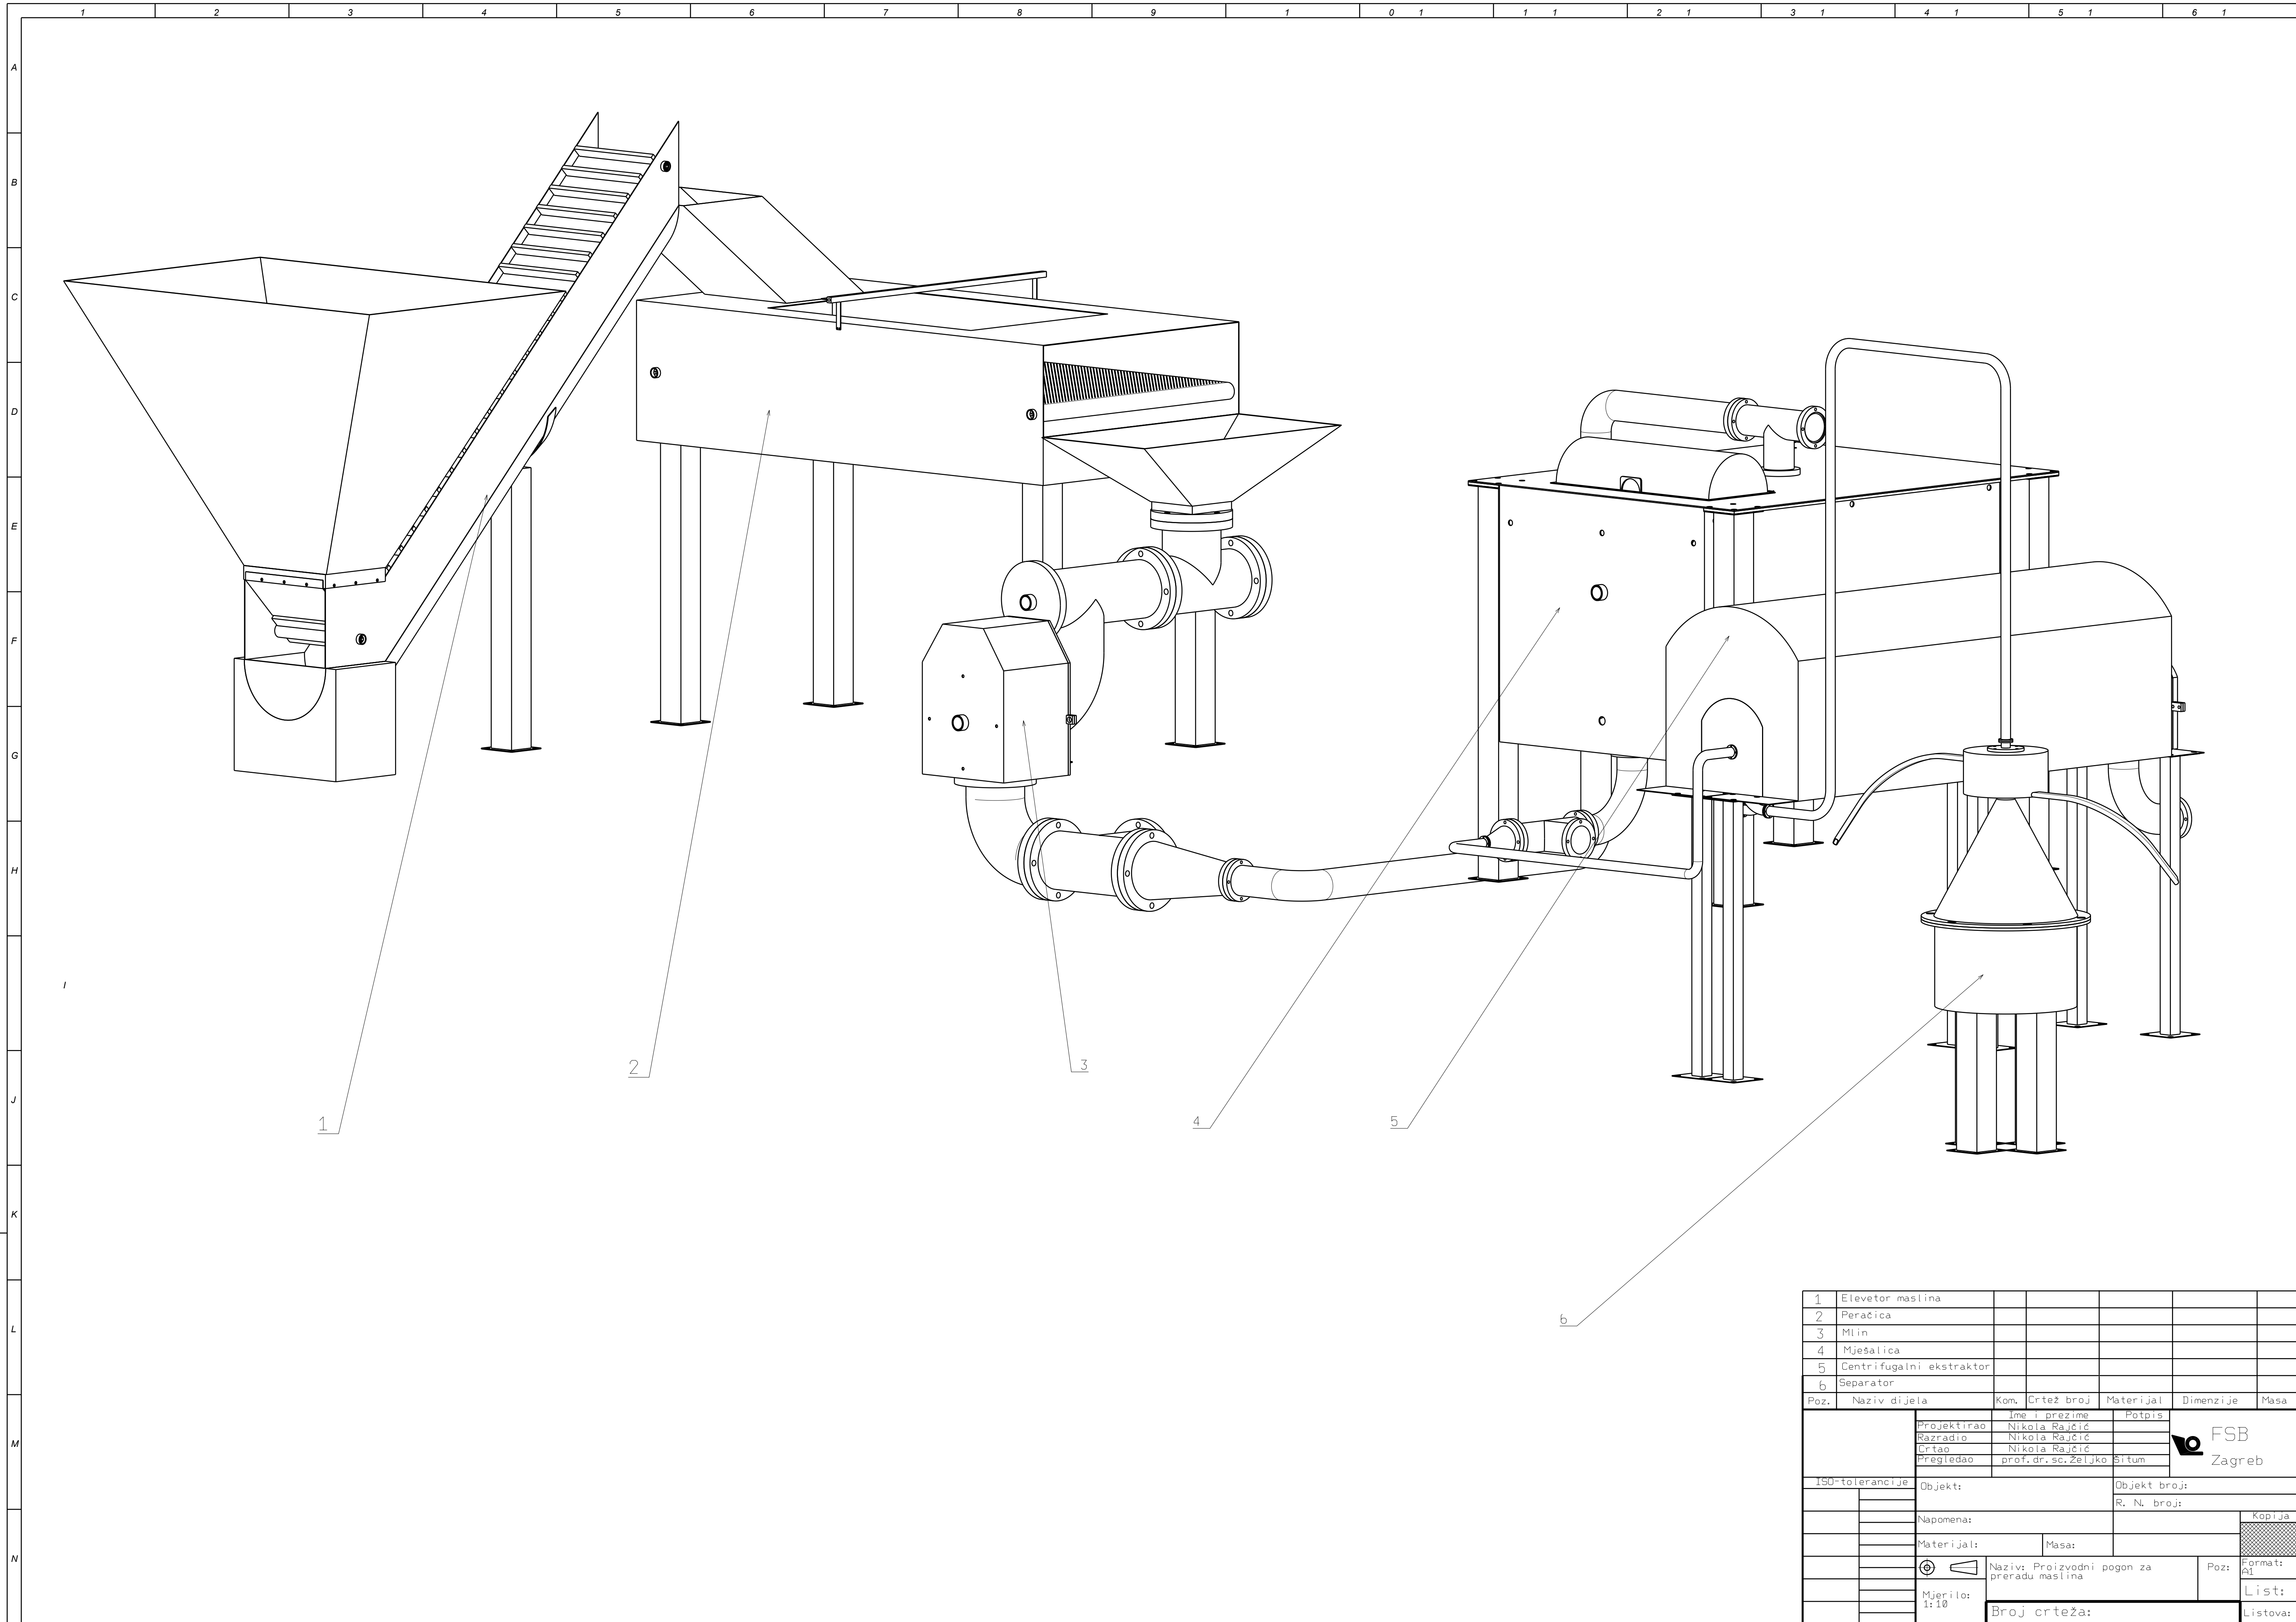 1 2 3 4 5 6 7 8 9 1 0 1 1 1 2 1 3 1 4 1 5 1 6 1
A
B
C
D
E
F
G
H
I
J
K
L
M
N
2
3
1
4
5
6
1 Elevetor maslina
2 Peračica
3 Mlin
4 Mješalica
5 Centrifugalni ekstraktor
6 Separator
Poz. Naziv dijela Kom. Crtež broj Materijal Dimenzije Masa
Ime i prezime Potpis
Projektirao Nikola Rajčić
Razradio Nikola Rajčić
Crtao Nikola Rajčić
Pregledao prof.dr.sc.Željko Šitum
FSB
Zagreb
ISO-tolerancije
Objekt:
Objekt broj:
R. N. broj:
Napomena:
Kopija
Materijal: Masa:
Naziv: Proizvodni pogon za
preradu maslina
Poz:
Format:
A1
Mjerilo:
1:10
List:
Broj crteža:
Listova: